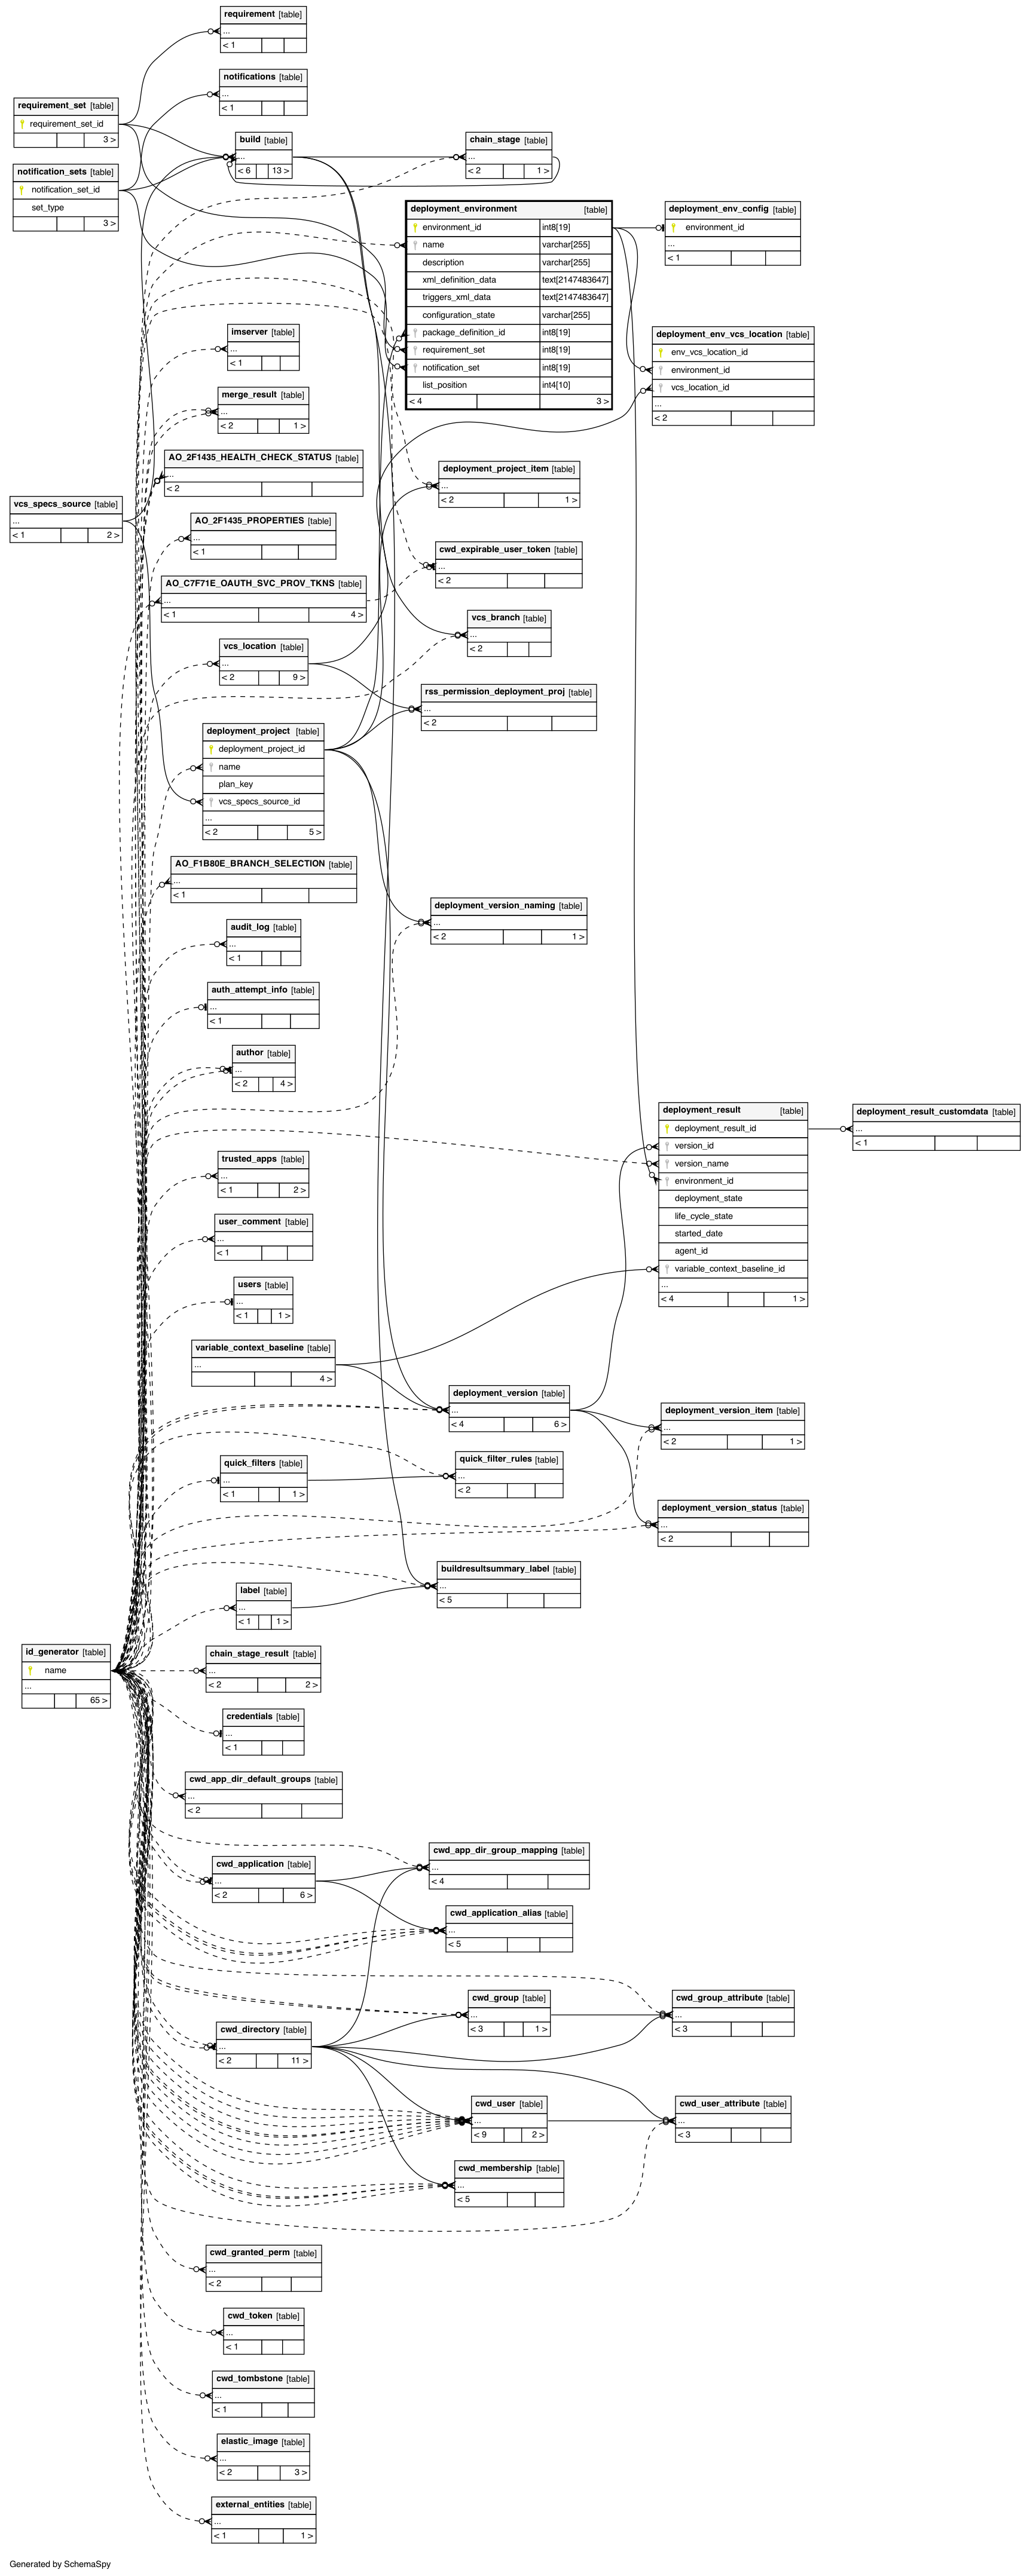 requirement [table]
...
< 1
notifications [table]
...
< 1
requirement_set [table]
requirement_set_id
3 >
build [table]
...
< 6 13 >
chain_stage [table]
...
< 2 1 >
notification_sets [table]
notification_set_id
set_type
3 >
deployment_environment [table]
environment_id int8[19]
name varchar[255]
description varchar[255]
xml_definition_data text[2147483647]
triggers_xml_data text[2147483647]
configuration_state varchar[255]
package_definition_id int8[19]
requirement_set int8[19]
notification_set int8[19]
list_position int4[10]
< 4 3 >
deployment_env_config [table]
environment_id
...
< 1
imserver [table]
...
< 1
deployment_env_vcs_location [table]
env_vcs_location_id
environment_id
vcs_location_id
...
< 2
merge_result [table]
...
< 2 1 >
AO_2F1435_HEALTH_CHECK_STATUS [table]
...
< 2
deployment_project_item [table]
...
< 2 1 >
vcs_specs_source [table]
...
< 1 2 >
AO_2F1435_PROPERTIES [table]
...
< 1
cwd_expirable_user_token [table]
...
< 2
AO_C7F71E_OAUTH_SVC_PROV_TKNS [table]
...
< 1 4 >
vcs_branch [table]
...
< 2
vcs_location [table]
...
< 2 9 >
rss_permission_deployment_proj [table]
...
< 2
deployment_project [table]
deployment_project_id
name
plan_key
vcs_specs_source_id
...
< 2 5 >
AO_F1B80E_BRANCH_SELECTION [table]
...
< 1
deployment_version_naming [table]
...
< 2 1 >
audit_log [table]
...
< 1
auth_attempt_info [table]
...
< 1
author [table]
...
< 2 4 >
deployment_result [table]
deployment_result_id
version_id
version_name
environment_id
deployment_state
life_cycle_state
started_date
agent_id
variable_context_baseline_id
...
< 4 1 >
deployment_result_customdata [table]
...
< 1
trusted_apps [table]
...
< 1 2 >
user_comment [table]
...
< 1
users [table]
...
< 1 1 >
variable_context_baseline [table]
...
4 >
deployment_version [table]
...
< 4 6 >
deployment_version_item [table]
...
< 2 1 >
quick_filters [table]
...
< 1 1 >
quick_filter_rules [table]
...
< 2
deployment_version_status [table]
...
< 2
buildresultsummary_label [table]
...
< 5
label [table]
...
< 1 1 >
id_generator [table]
name
...
65 >
chain_stage_result [table]
...
< 2 2 >
credentials [table]
...
< 1
cwd_app_dir_default_groups [table]
...
< 2
cwd_application [table]
...
< 2 6 >
cwd_app_dir_group_mapping [table]
...
< 4
cwd_application_alias [table]
...
< 5
cwd_group [table]
...
< 3 1 >
cwd_group_attribute [table]
...
< 3
cwd_directory [table]
...
< 2 11 >
cwd_user [table]
...
< 9 2 >
cwd_user_attribute [table]
...
< 3
cwd_membership [table]
...
< 5
cwd_granted_perm [table]
...
< 2
cwd_token [table]
...
< 1
cwd_tombstone [table]
...
< 1
elastic_image [table]
...
< 2 3 >
external_entities [table]
...
< 1 1 >
Generated by SchemaSpy